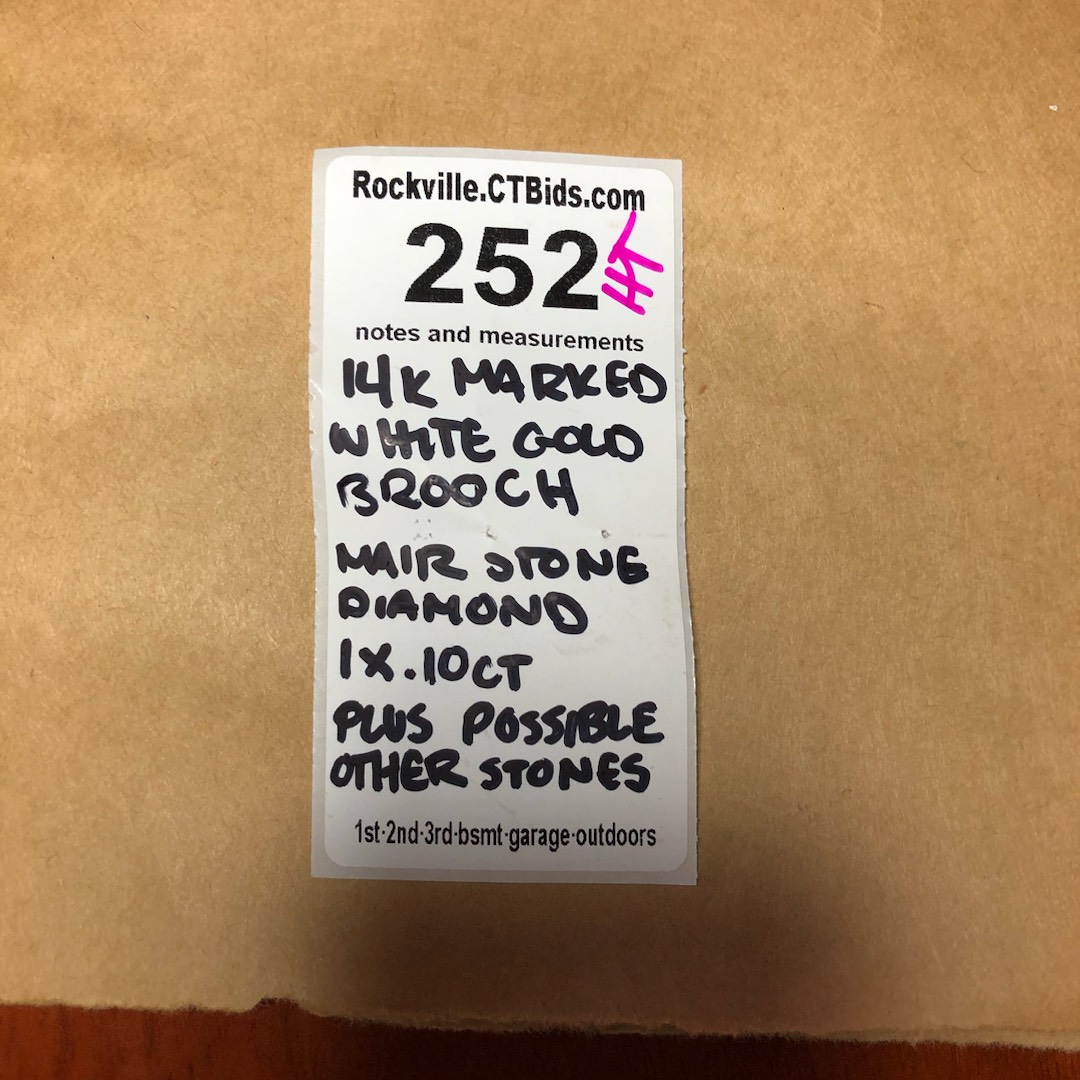 Rockville.CTBids.com
252 HT
notes and measurements
14K MARKED
WHITE GOLD
BROOCH
MAIR STONE
DIAMOND
1X.10CT
PLUS POSSIBLE
OTHER STONES
1st·2nd·3rd·bsmt·garage·outdoors